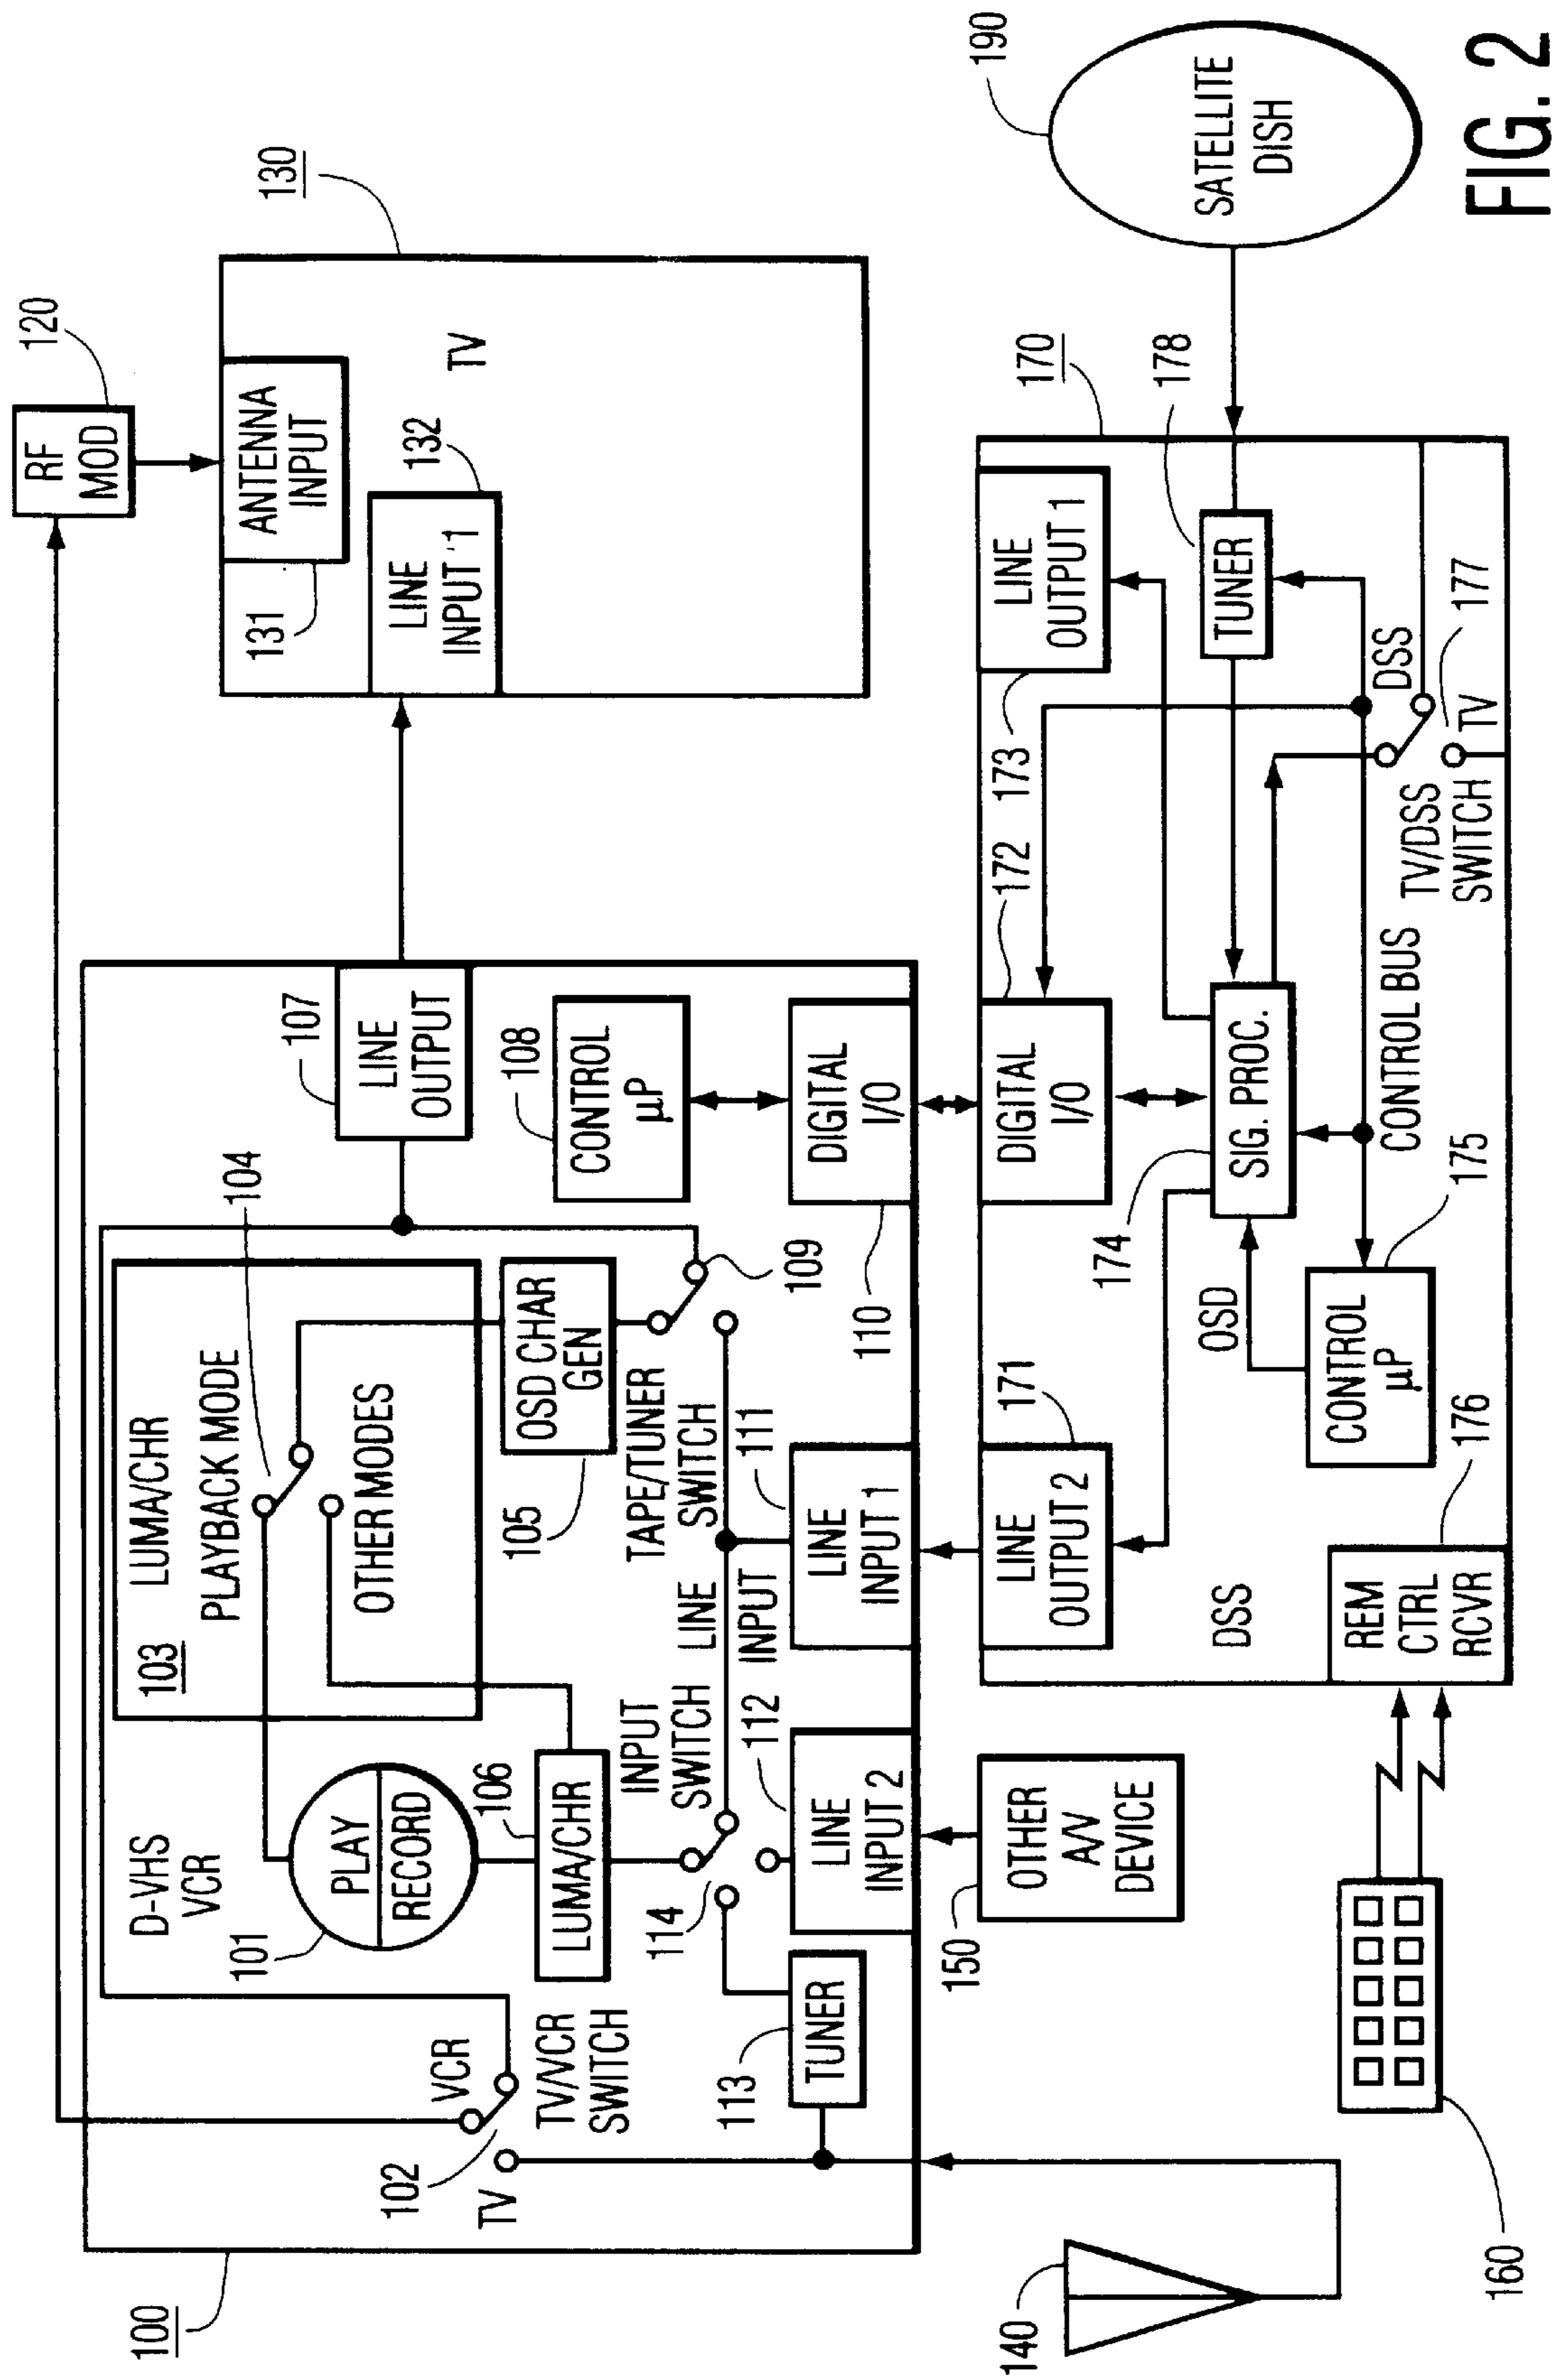 120
RF
MOD
130
ANTENNA
INPUT
131
TV
132
LINE
INPUT 1
190
SATELLITE
DISH
FIG. 2
100
D-VHS
VCR
101
PLAY
RECORD
103
LUMA/CHR
PLAYBACK MODE
104
OTHER MODES
107
LINE
OUTPUT
VCR
102
TV
TV/VCR
SWITCH
106
LUMA/CHR
105
OSD CHAR
GEN
108
CONTROL
μP
INPUT
SWITCH
114
LINE
INPUT
TAPE/TUNER
SWITCH
109
113
TUNER
112
LINE
INPUT 2
111
LINE
INPUT 1
110
DIGITAL
I/O
140
150
OTHER
A/V
DEVICE
160
170
171
LINE
OUTPUT 2
172
DIGITAL
I/O
173
LINE
OUTPUT 1
178
TUNER
174
SIG. PROC.
OSD
DSS
CONTROL
μP
175
CONTROL BUS
176
REM
CTRL
RCVR
DSS
TV/DSS
SWITCH
TV
177